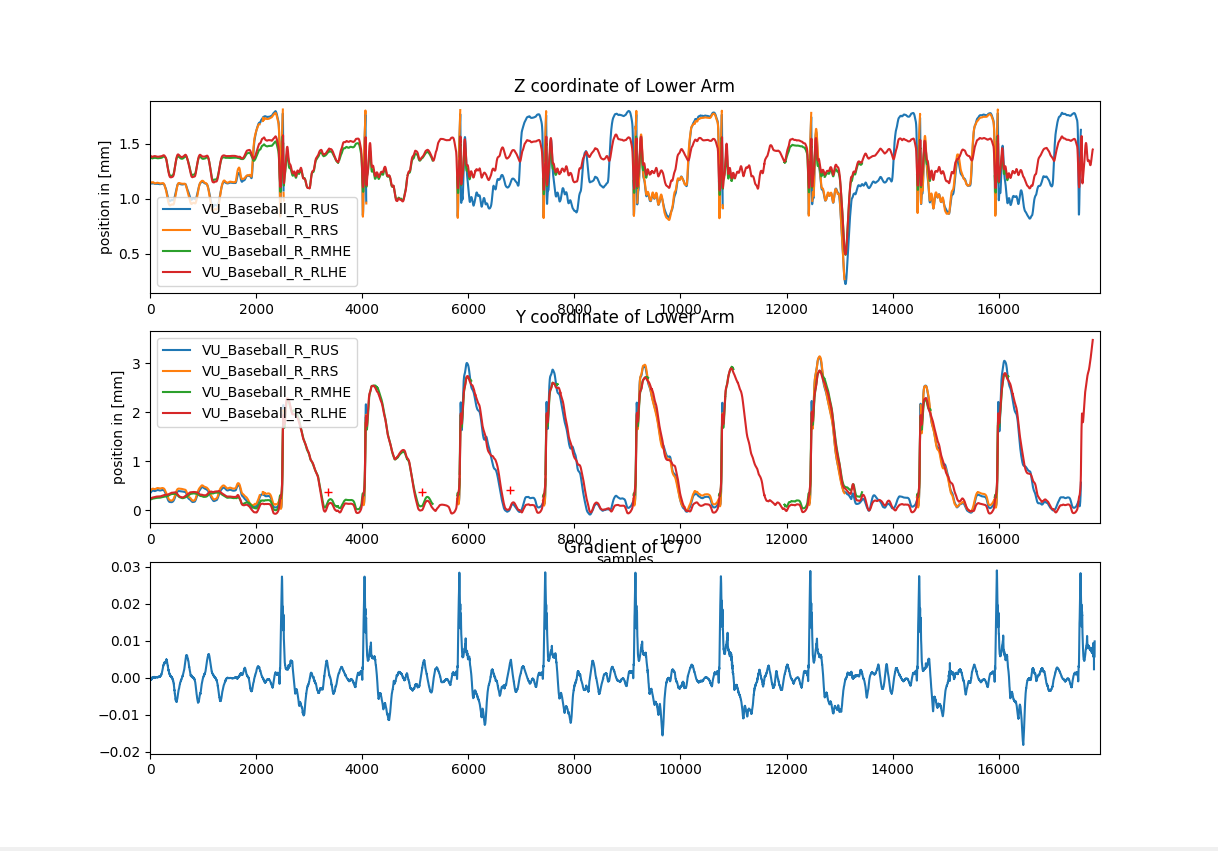 Z coordinate of Lower Arm
position in [mm]
1.5
1.0
0.5
VU_Baseball_R_RUS
VU_Baseball_R_RRS
VU_Baseball_R_RMHE
VU_Baseball_R_RLHE
0 2000 4000 6000 8000 10000 12000 14000 16000
Y coordinate of Lower Arm
position in [mm]
3
2
1
0
VU_Baseball_R_RUS
VU_Baseball_R_RRS
VU_Baseball_R_RMHE
VU_Baseball_R_RLHE
0 2000 4000 6000 8000 10000 12000 14000 16000
samples
Gradient of C7
0.03
0.02
0.01
0.00
−0.01
−0.02
0 2000 4000 6000 8000 10000 12000 14000 16000